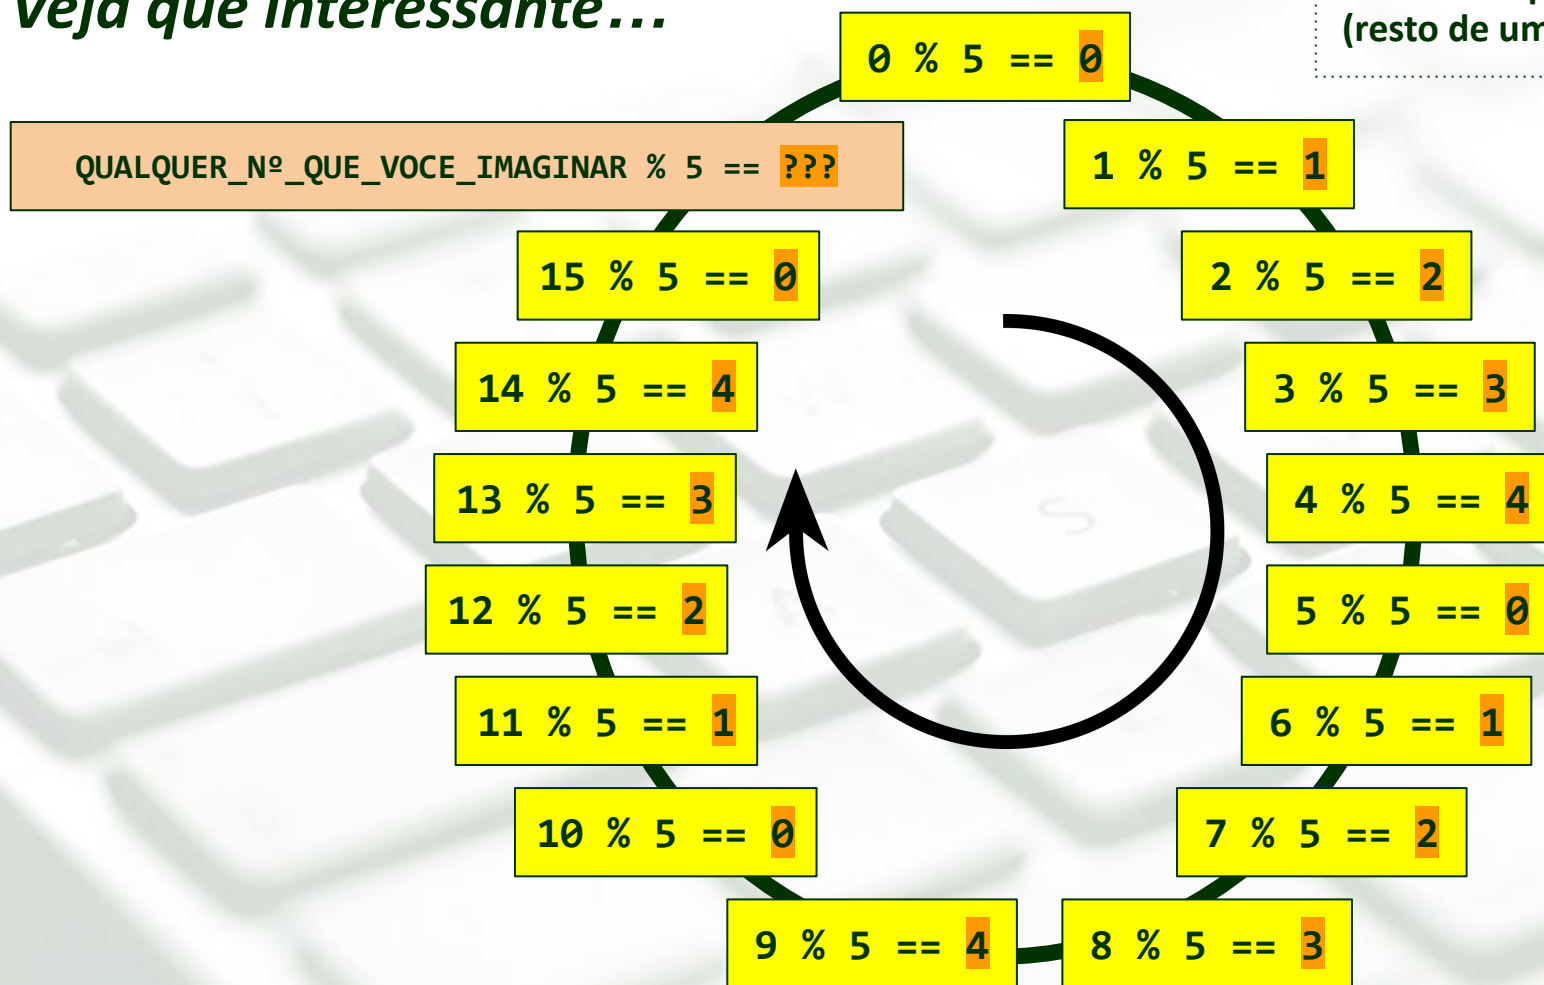 Veja que interessante...
(resto de um
0 % 5 == 0
1 % 5 == 1
2 % 5 == 2
3 % 5 == 3
4 % 5 == 4
5 % 5 == 0
6 % 5 == 1
7 % 5 == 2
8 % 5 == 3
9 % 5 == 4
10 % 5 == 0
11 % 5 == 1
12 % 5 == 2
13 % 5 == 3
14 % 5 == 4
15 % 5 == 0
QUALQUER_Nº_QUE_VOCE_IMAGINAR % 5 == ???